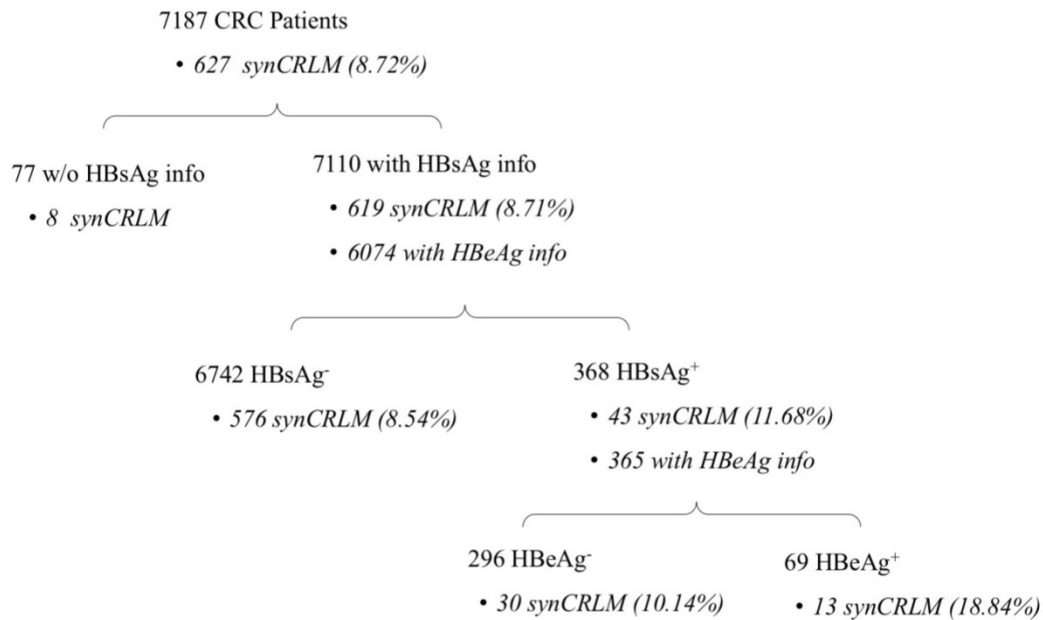 7187 CRC Patients
• 627 synCRLM (8.72%)
77 w/o HBsAg info
• 8 synCRLM
7110 with HBsAg info
• 619 synCRLM (8.71%)
• 6074 with HBeAg info
6742 HBsAg⁻
• 576 synCRLM (8.54%)
368 HBsAg⁺
• 43 synCRLM (11.68%)
• 365 with HBeAg info
296 HBeAg⁻
• 30 synCRLM (10.14%)
69 HBeAg⁺
• 13 synCRLM (18.84%)